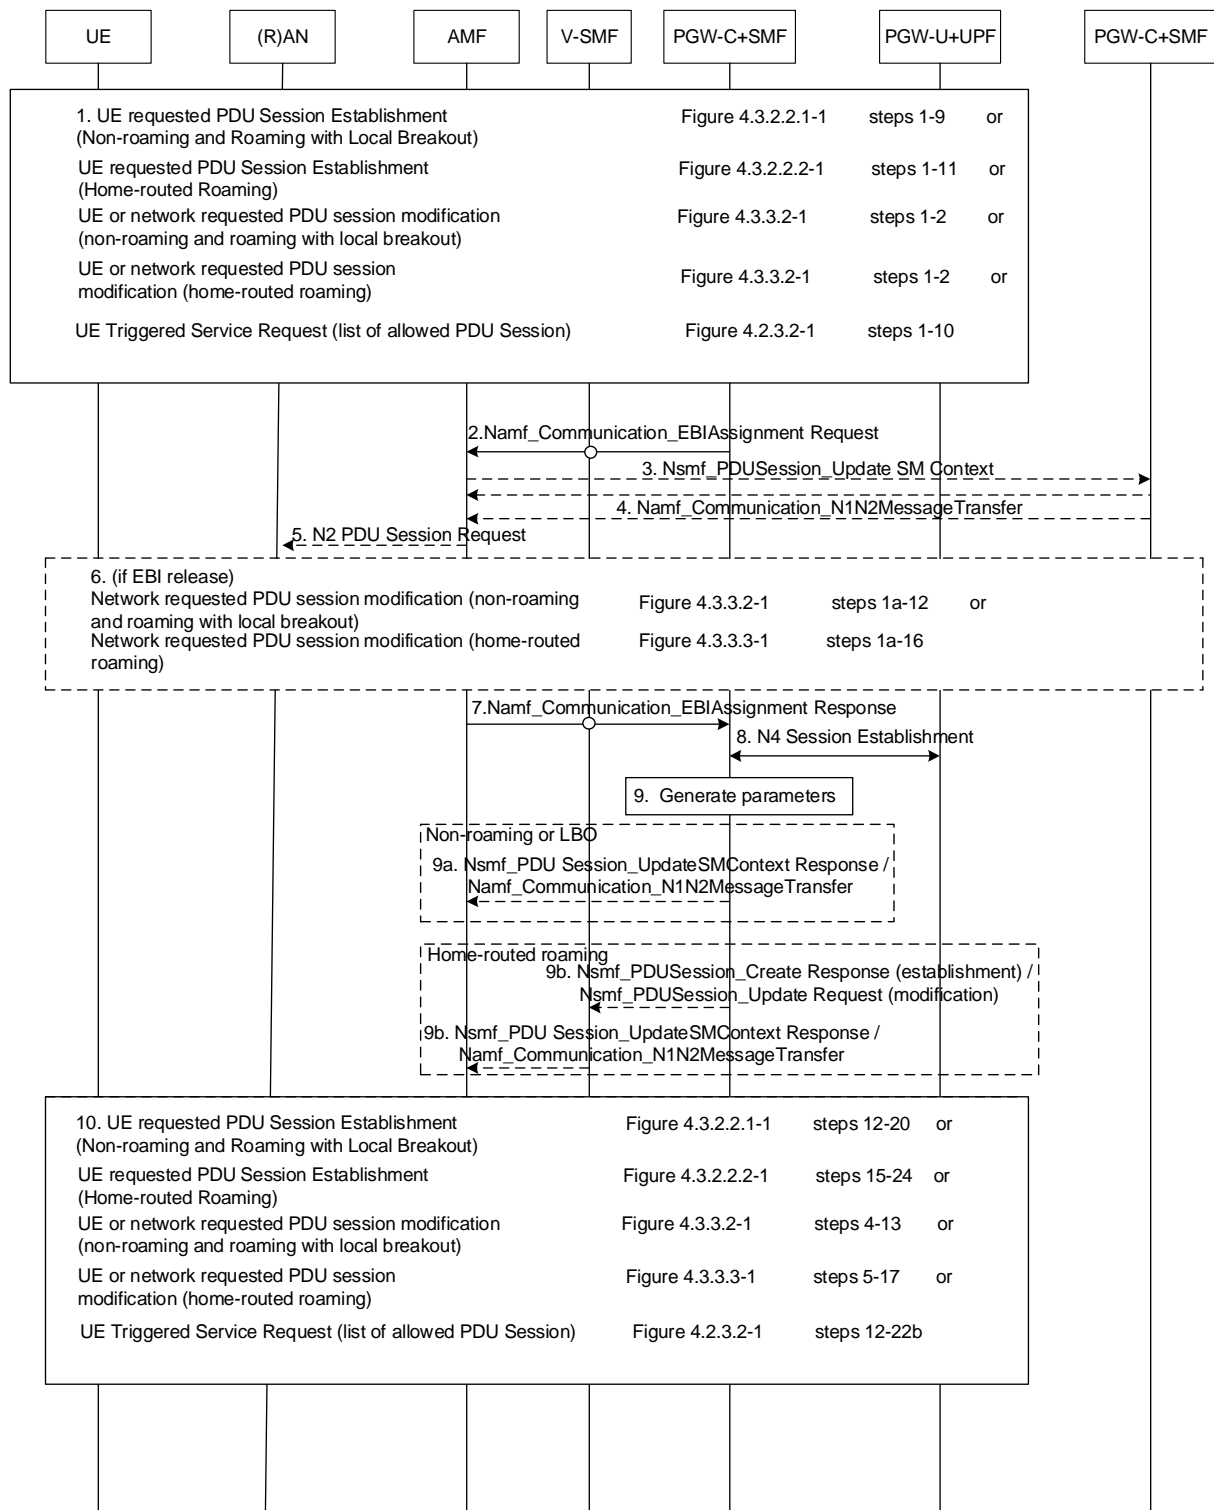 UE
(R)AN
AMF
V-SMF
PGW-C+SMF
PGW-U+UPF
PGW-C+SMF
1. UE requested PDU Session Establishment
(Non-roaming and Roaming with Local Breakout)
Figure 4.3.2.2.1-1 steps 1-9 or
UE requested PDU Session Establishment
(Home-routed Roaming)
Figure 4.3.2.2.2-1 steps 1-11 or
UE or network requested PDU session modification
(non-roaming and roaming with local breakout)
Figure 4.3.3.2-1 steps 1-2 or
UE or network requested PDU session
modification (home-routed roaming)
Figure 4.3.3.2-1 steps 1-2 or
UE Triggered Service Request (list of allowed PDU Session) Figure 4.2.3.2-1 steps 1-10
2.Namf_Communication_EBIAssignment Request
3. Nsmf_PDUSession_Update SM Context
4. Namf_Communication_N1N2MessageTransfer
5. N2 PDU Session Request
6. (if EBI release)
Network requested PDU session modification (non-roaming
and roaming with local breakout)
Figure 4.3.3.2-1 steps 1a-12 or
Network requested PDU session modification (home-routed
roaming)
Figure 4.3.3.3-1 steps 1a-16
7.Namf_Communication_EBIAssignment Response
8. N4 Session Establishment
9. Generate parameters
Non-roaming or LBO
9a. Nsmf_PDU Session_UpdateSMContext Response /
Namf_Communication_N1N2MessageTransfer
Home-routed roaming
9b. Nsmf_PDUSession_Create Response (establishment) /
Nsmf_PDUSession_Update Request (modification)
9b. Nsmf_PDU Session_UpdateSMContext Response /
Namf_Communication_N1N2MessageTransfer
10. UE requested PDU Session Establishment
(Non-roaming and Roaming with Local Breakout)
Figure 4.3.2.2.1-1 steps 12-20 or
UE requested PDU Session Establishment
(Home-routed Roaming)
Figure 4.3.2.2.2-1 steps 15-24 or
UE or network requested PDU session modification
(non-roaming and roaming with local breakout)
Figure 4.3.3.2-1 steps 4-13 or
UE or network requested PDU session
modification (home-routed roaming)
Figure 4.3.3.3-1 steps 5-17 or
UE Triggered Service Request (list of allowed PDU Session) Figure 4.2.3.2-1 steps 12-22b